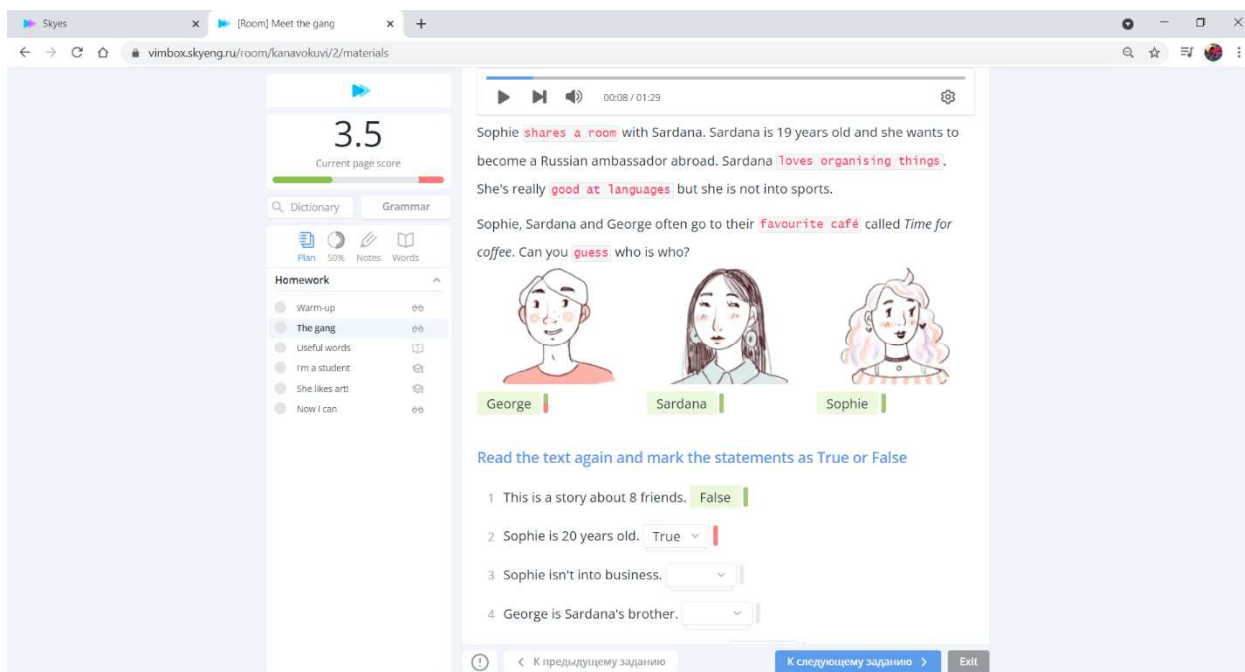 Skyes
[Room] Meet the gang
vimbox.skyeng.ru/room/kanavokuvi/2/materials
3.5
Current page score
Dictionary
Grammar
Plan 50% Notes Words
Homework
Warm-up
The gang
Useful words
I'm a student
She likes art!
Now I can
00:08 / 01:29
Sophie shares a room with Sardana. Sardana is 19 years old and she wants to
become a Russian ambassador abroad. Sardana loves organising things.
She's really good at languages but she is not into sports.
Sophie, Sardana and George often go to their favourite café called Time for
coffee. Can you guess who is who?
George Sardana Sophie
Read the text again and mark the statements as True or False
1 This is a story about 8 friends. False
2 Sophie is 20 years old. True
3 Sophie isn't into business.
4 George is Sardana's brother.
К предыдущему заданию
К следующему заданию
Exit